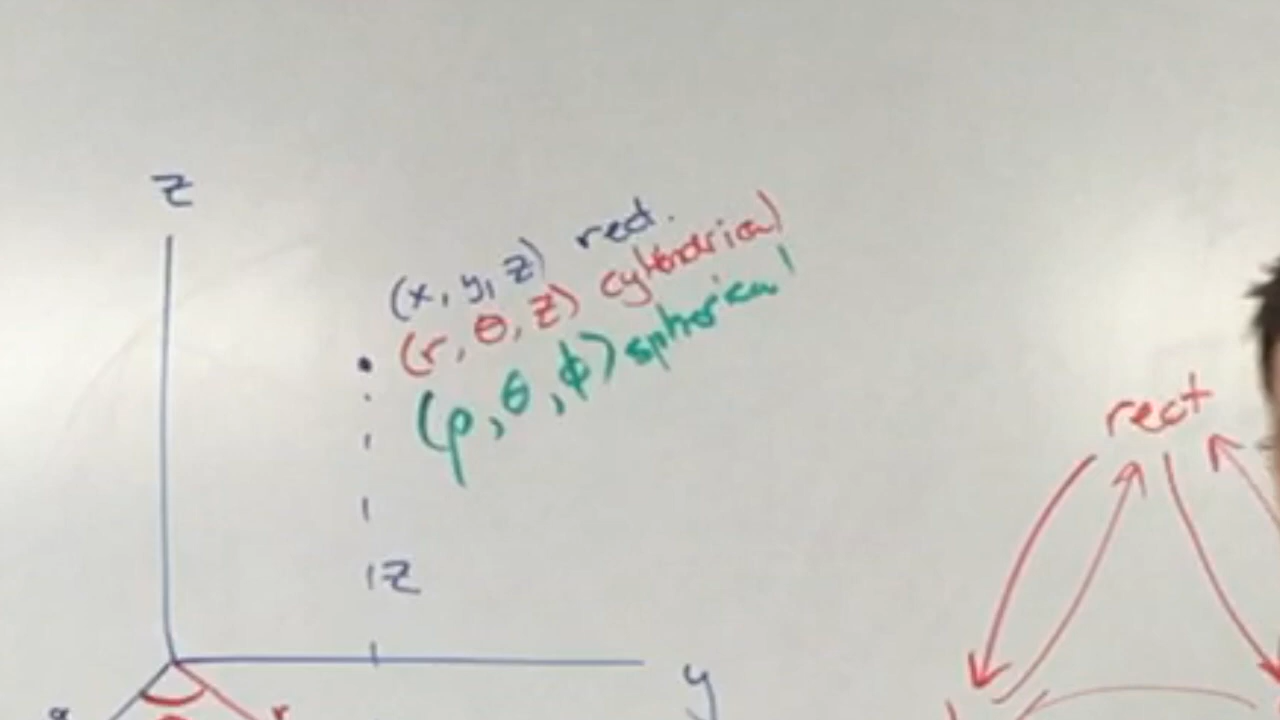 z
(x, y, z) rect.
(r, θ, z) cylindrical
(ρ, θ, φ) spherical
rect
z
y
r